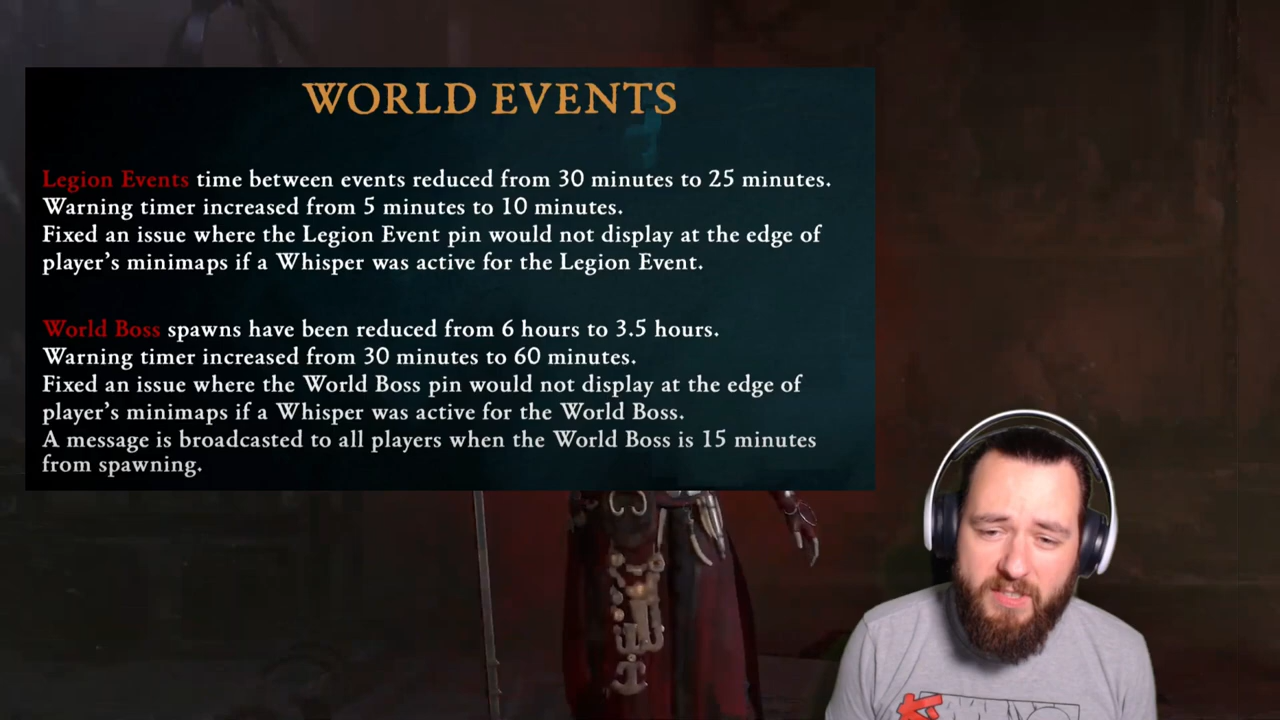 WORLD EVENTS
Legion Events time between events reduced from 30 minutes to 25 minutes.
Warning timer increased from 5 minutes to 10 minutes.
Fixed an issue where the Legion Event pin would not display at the edge of
player's minimaps if a Whisper was active for the Legion Event.
World Boss spawns have been reduced from 6 hours to 3.5 hours.
Warning timer increased from 30 minutes to 60 minutes.
Fixed an issue where the World Boss pin would not display at the edge of
player's minimaps if a Whisper was active for the World Boss.
A message is broadcasted to all players when the World Boss is 15 minutes
from spawning.